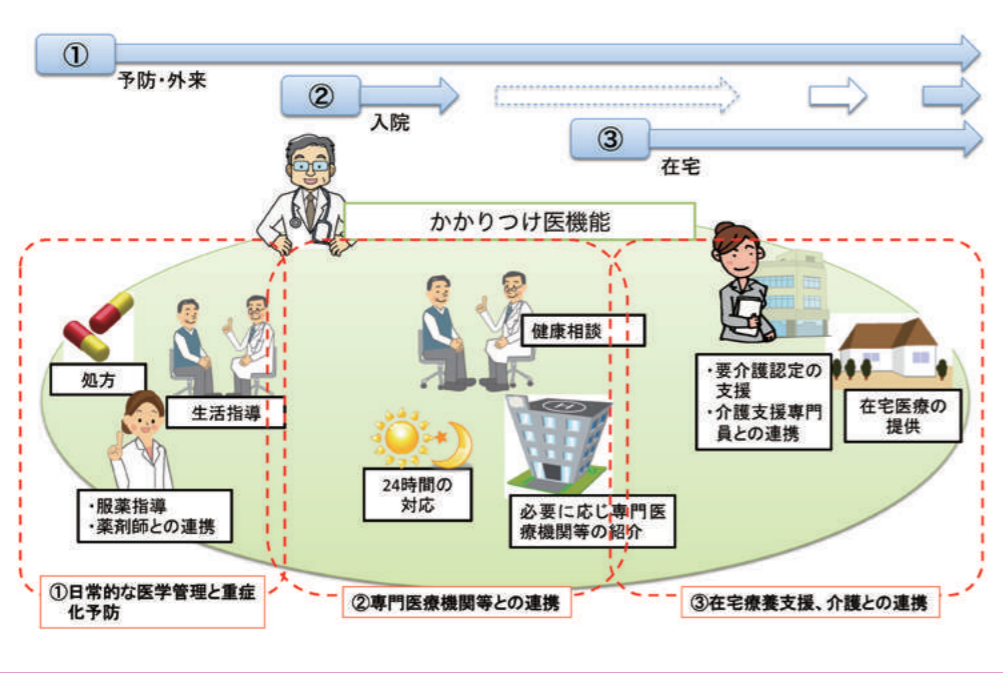 ①
予防・外来
②
入院
③
在宅
かかりつけ医機能
処方
生活指導
・服薬指導
・薬剤師との連携
健康相談
24時間の
対応
必要に応じ専門医
療機関等の紹介
・要介護認定の
支援
・介護支援専門
員との連携
在宅医療の
提供
①日常的な医学管理と重症
化予防
②専門医療機関等との連携
③在宅療養支援、介護との連携